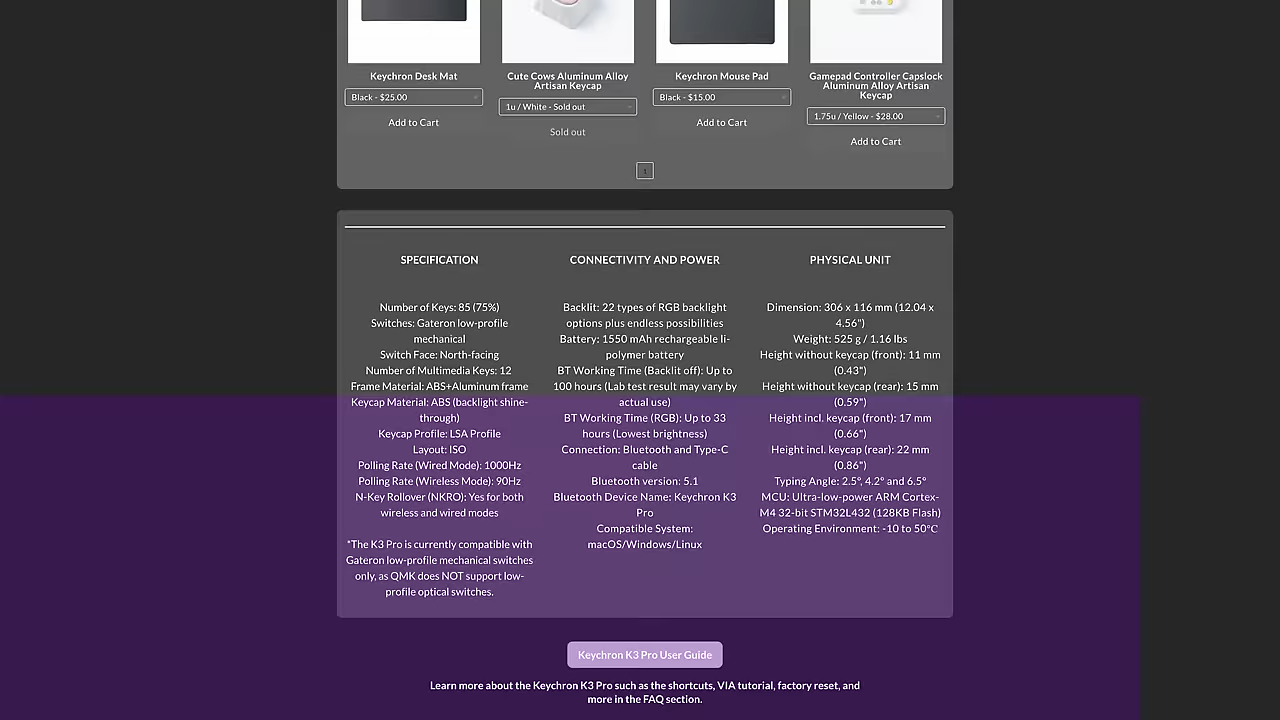 Keychron Desk Mat
Black - $25.00
Add to Cart
Cute Cows Aluminum Alloy
Artisan Keycap
1u / White - Sold out
Sold out
Keychron Mouse Pad
Black - $15.00
Add to Cart
Gamepad Controller Capslock
Aluminum Alloy Artisan
Keycap
1.75u / Yellow - $28.00
Add to Cart
1
SPECIFICATION
Number of Keys: 85 (75%)
Switches: Gateron low-profile
mechanical
Switch Face: North-facing
Number of Multimedia Keys: 12
Frame Material: ABS+Aluminum frame
Keycap Material: ABS (backlight shine-
through)
Keycap Profile: LSA Profile
Layout: ISO
Polling Rate (Wired Mode): 1000Hz
Polling Rate (Wireless Mode): 90Hz
N-Key Rollover (NKRO): Yes for both
wireless and wired modes
*The K3 Pro is currently compatible with
Gateron low-profile mechanical switches
only, as QMK does NOT support low-
profile optical switches.
CONNECTIVITY AND POWER
Backlit: 22 types of RGB backlight
options plus endless possibilities
Battery: 1550 mAh rechargeable li-
polymer battery
BT Working Time (Backlit off): Up to
100 hours (Lab test result may vary by
actual use)
BT Working Time (RGB): Up to 33
hours (Lowest brightness)
Connection: Bluetooth and Type-C
cable
Bluetooth version: 5.1
Bluetooth Device Name: Keychron K3
Pro
Compatible System:
macOS/Windows/Linux
PHYSICAL UNIT
Dimension: 306 x 116 mm (12.04 x
4.56")
Weight: 525 g / 1.16 lbs
Height without keycap (front): 11 mm
(0.43")
Height without keycap (rear): 15 mm
(0.59")
Height incl. keycap (front): 17 mm
(0.66")
Height incl. keycap (rear): 22 mm
(0.86")
Typing Angle: 2.5º, 4.2º and 6.5º
MCU: Ultra-low-power ARM Cortex-
M4 32-bit STM32L432 (128KB Flash)
Operating Environment: -10 to 50℃
Keychron K3 Pro User Guide
Learn more about the Keychron K3 Pro such as the shortcuts, VIA tutorial, factory reset, and
more in the FAQ section.